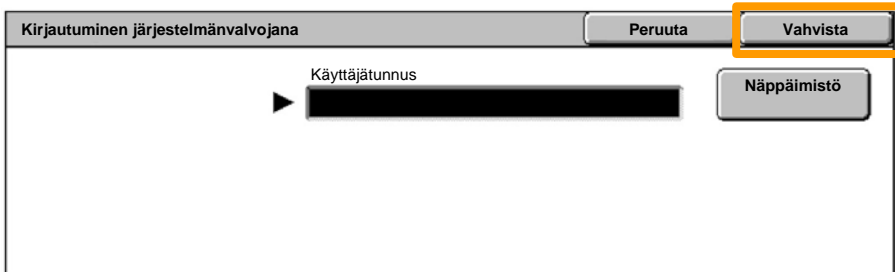 Kirjautuminen järjestelmänvalvojana Peruuta Vahvista
Käyttäjätunnus
Näppäimistö